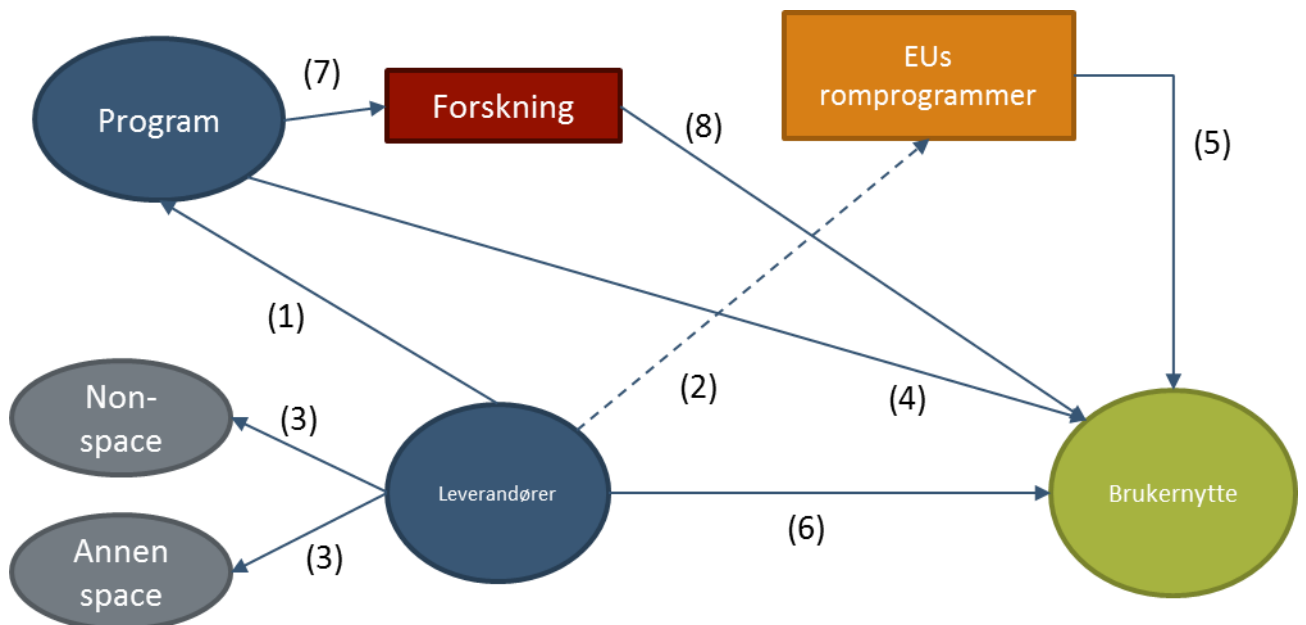 Program
(7)
Forskning
EUs
romprogrammer
(8)
(5)
(1)
(2)
(4)
Non-
space
(3)
Leverandører
(6)
Brukernytte
Annen
space
(3)